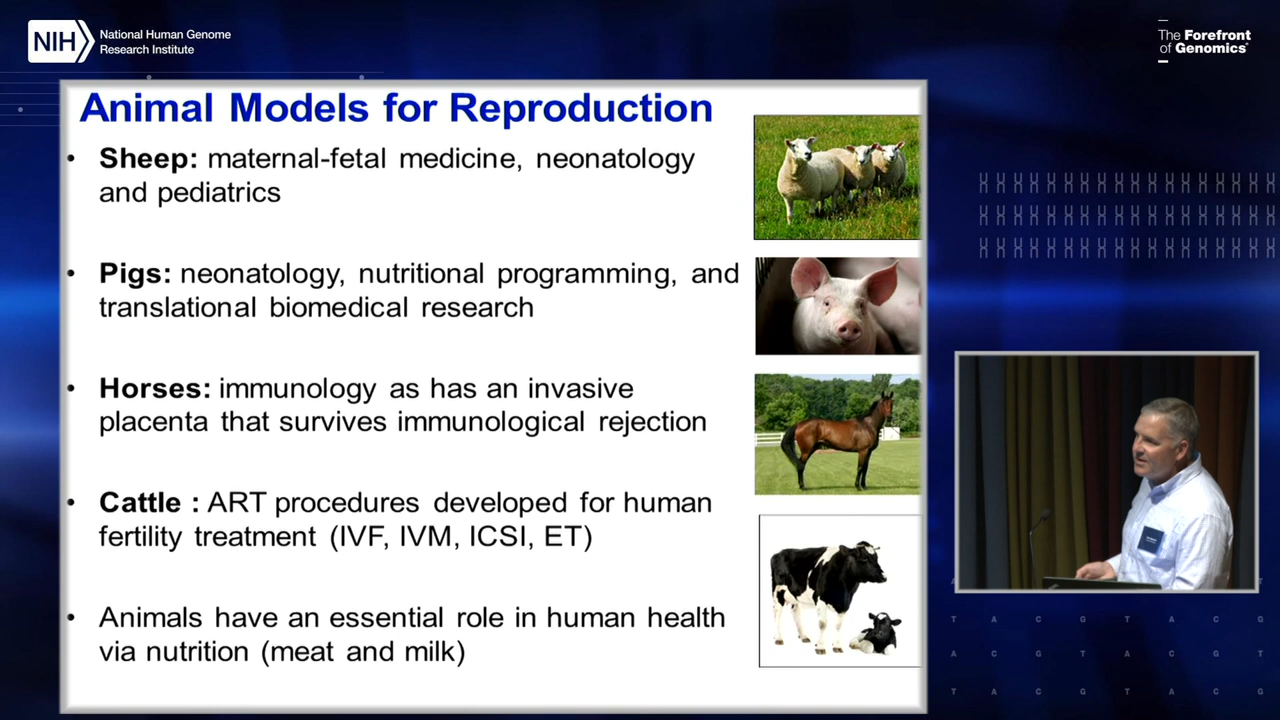 NIH
National Human Genome
Research Institute
The Forefront
of Genomics®
Animal Models for Reproduction
• Sheep: maternal-fetal medicine, neonatology
and pediatrics
• Pigs: neonatology, nutritional programming, and
translational biomedical research
• Horses: immunology as has an invasive
placenta that survives immunological rejection
• Cattle : ART procedures developed for human
fertility treatment (IVF, IVM, ICSI, ET)
• Animals have an essential role in human health
via nutrition (meat and milk)
T A C G T A C G
A C G T A C G T
T A C G T A C G